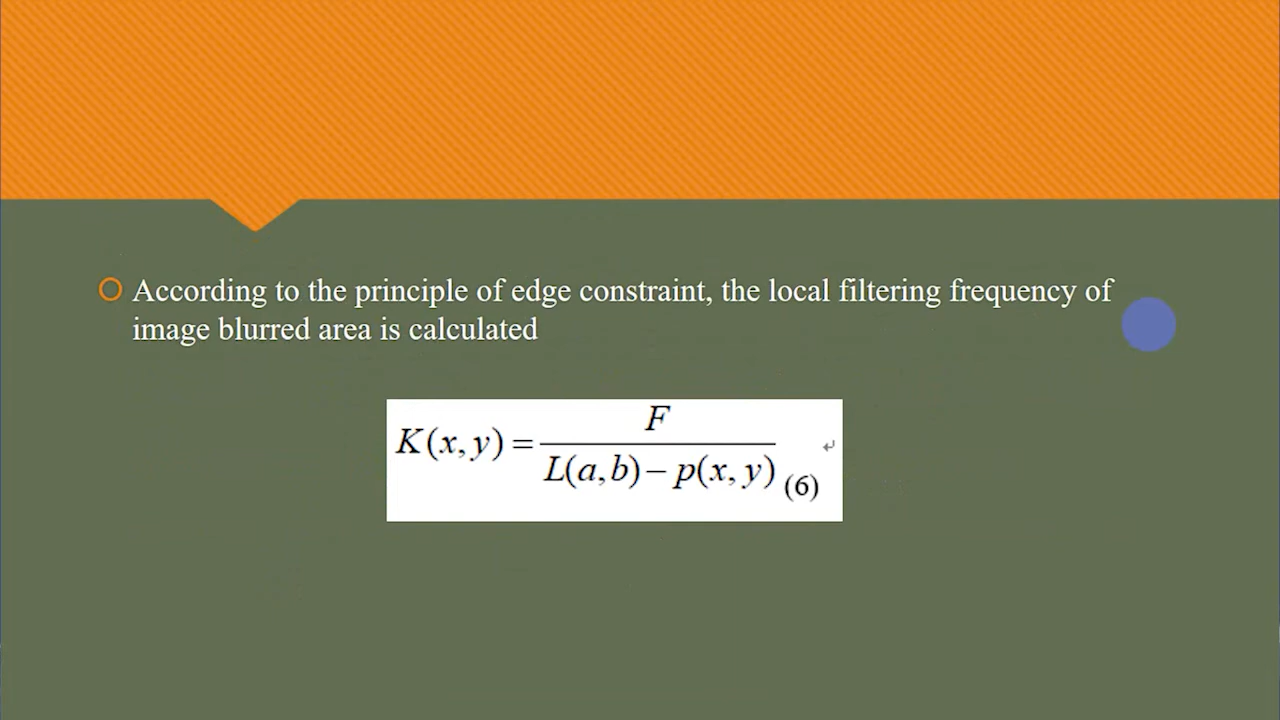 According to the principle of edge constraint, the local filtering frequency of
image blurred area is calculated
K(x, y) = F / L(a, b) − p(x, y) (6)